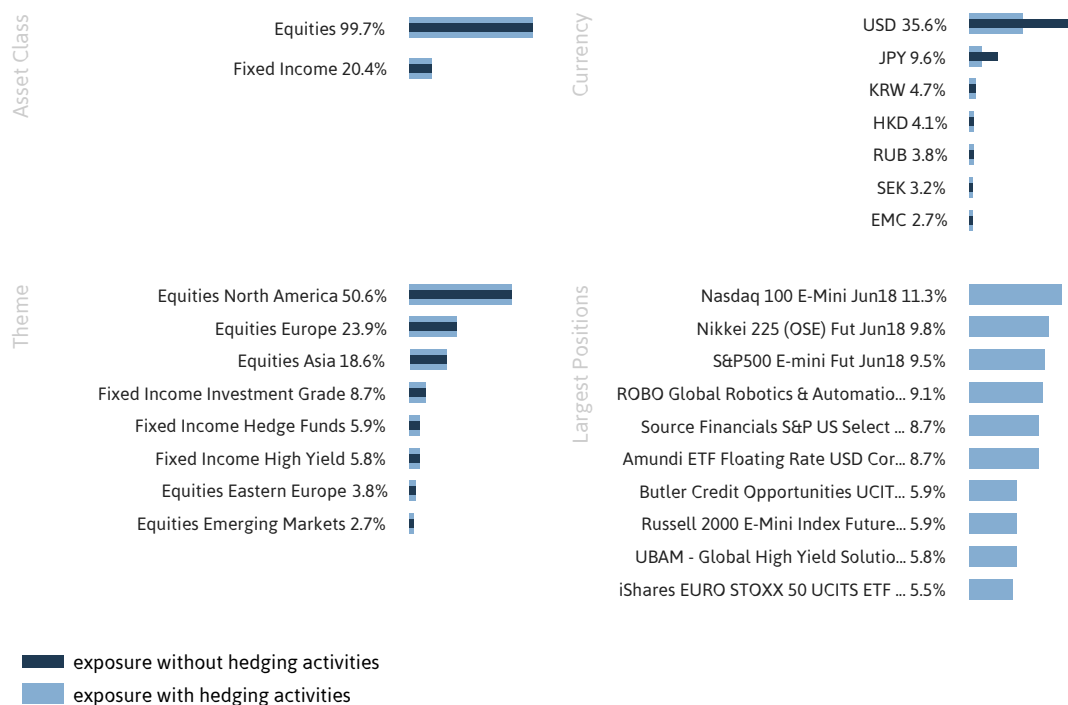 Asset Class
Equities 99.7%
Fixed Income 20.4%
Currency
USD 35.6%
JPY 9.6%
KRW 4.7%
HKD 4.1%
RUB 3.8%
SEK 3.2%
EMC 2.7%
Theme
Equities North America 50.6%
Equities Europe 23.9%
Equities Asia 18.6%
Fixed Income Investment Grade 8.7%
Fixed Income Hedge Funds 5.9%
Fixed Income High Yield 5.8%
Equities Eastern Europe 3.8%
Equities Emerging Markets 2.7%
Largest Positions
Nasdaq 100 E-Mini Jun18 11.3%
Nikkei 225 (OSE) Fut Jun18 9.8%
S&P500 E-mini Fut Jun18 9.5%
ROBO Global Robotics & Automatio... 9.1%
Source Financials S&P US Select ... 8.7%
Amundi ETF Floating Rate USD Cor... 8.7%
Butler Credit Opportunities UCIT... 5.9%
Russell 2000 E-Mini Index Future... 5.9%
UBAM - Global High Yield Solutio... 5.8%
iShares EURO STOXX 50 UCITS ETF ... 5.5%
exposure without hedging activities
exposure with hedging activities